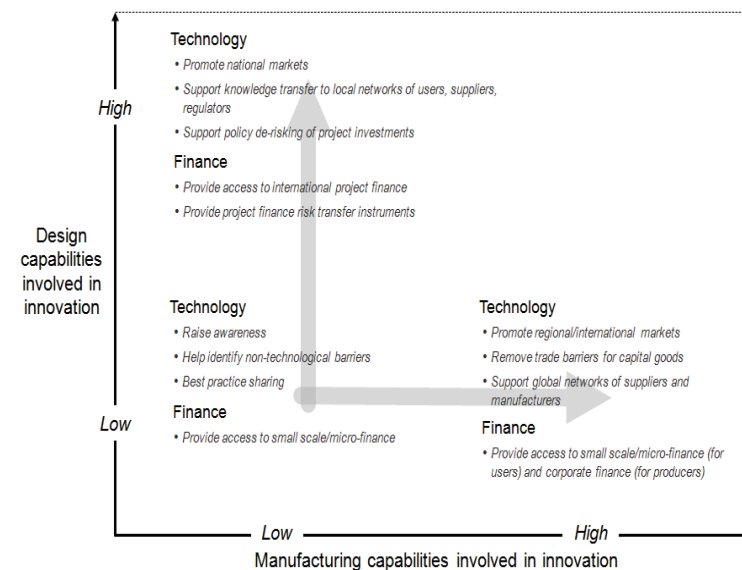 Technology
• Promote national markets
• Support knowledge transfer to local networks of users, suppliers,
regulators
• Support policy de-risking of project investments
Finance
• Provide access to international project finance
• Provide project finance risk transfer instruments
High
Design
capabilities
involved in
innovation
Low
Technology
• Raise awareness
• Help identify non-technological barriers
• Best practice sharing
Finance
• Provide access to small scale/micro-finance
Technology
• Promote regional/international markets
• Remove trade barriers for capital goods
• Support global networks of suppliers and
manufacturers
Finance
• Provide access to small scale/micro-finance (for
users) and corporate finance (for producers)
Low
High
Manufacturing capabilities involved in innovation